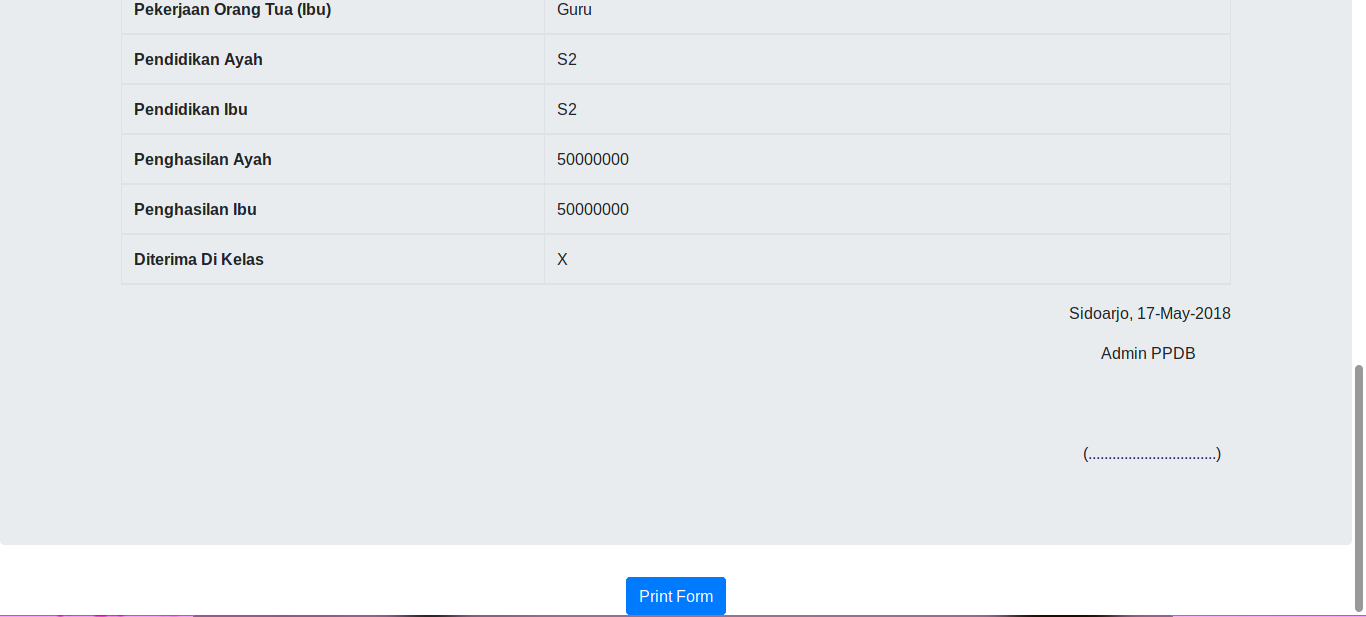 Pekerjaan Orang Tua (Ibu) Guru
Pendidikan Ayah S2
Pendidikan Ibu S2
Penghasilan Ayah 50000000
Penghasilan Ibu 50000000
Diterima Di Kelas X
Sidoarjo, 17-May-2018
Admin PPDB
(................................)
Print Form